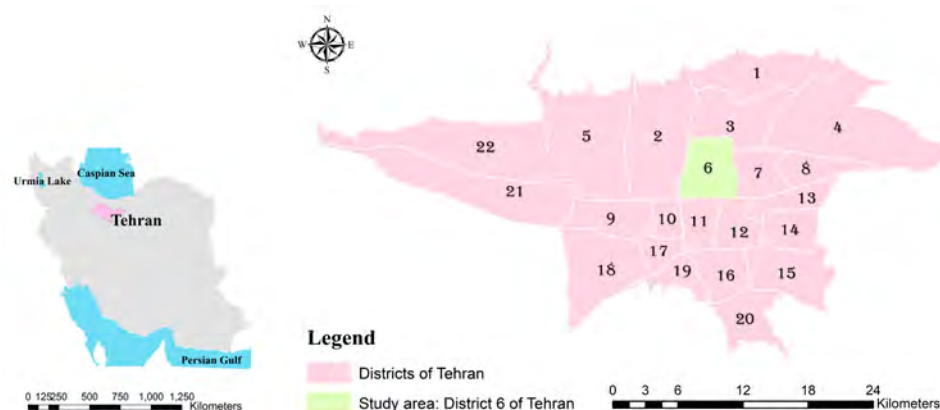 N
W E
S
Urmia Lake
Caspian Sea
Tehran
Persian Gulf
0 125250 500 750 1,000 1,250
Kilometers
1
2
3
4
5
6
7
8
9
10
11
12
13
14
15
16
17
18
19
20
21
22
Legend
Districts of Tehran
Study area: District 6 of Tehran
0 3 6 12 18 24
Kilometers